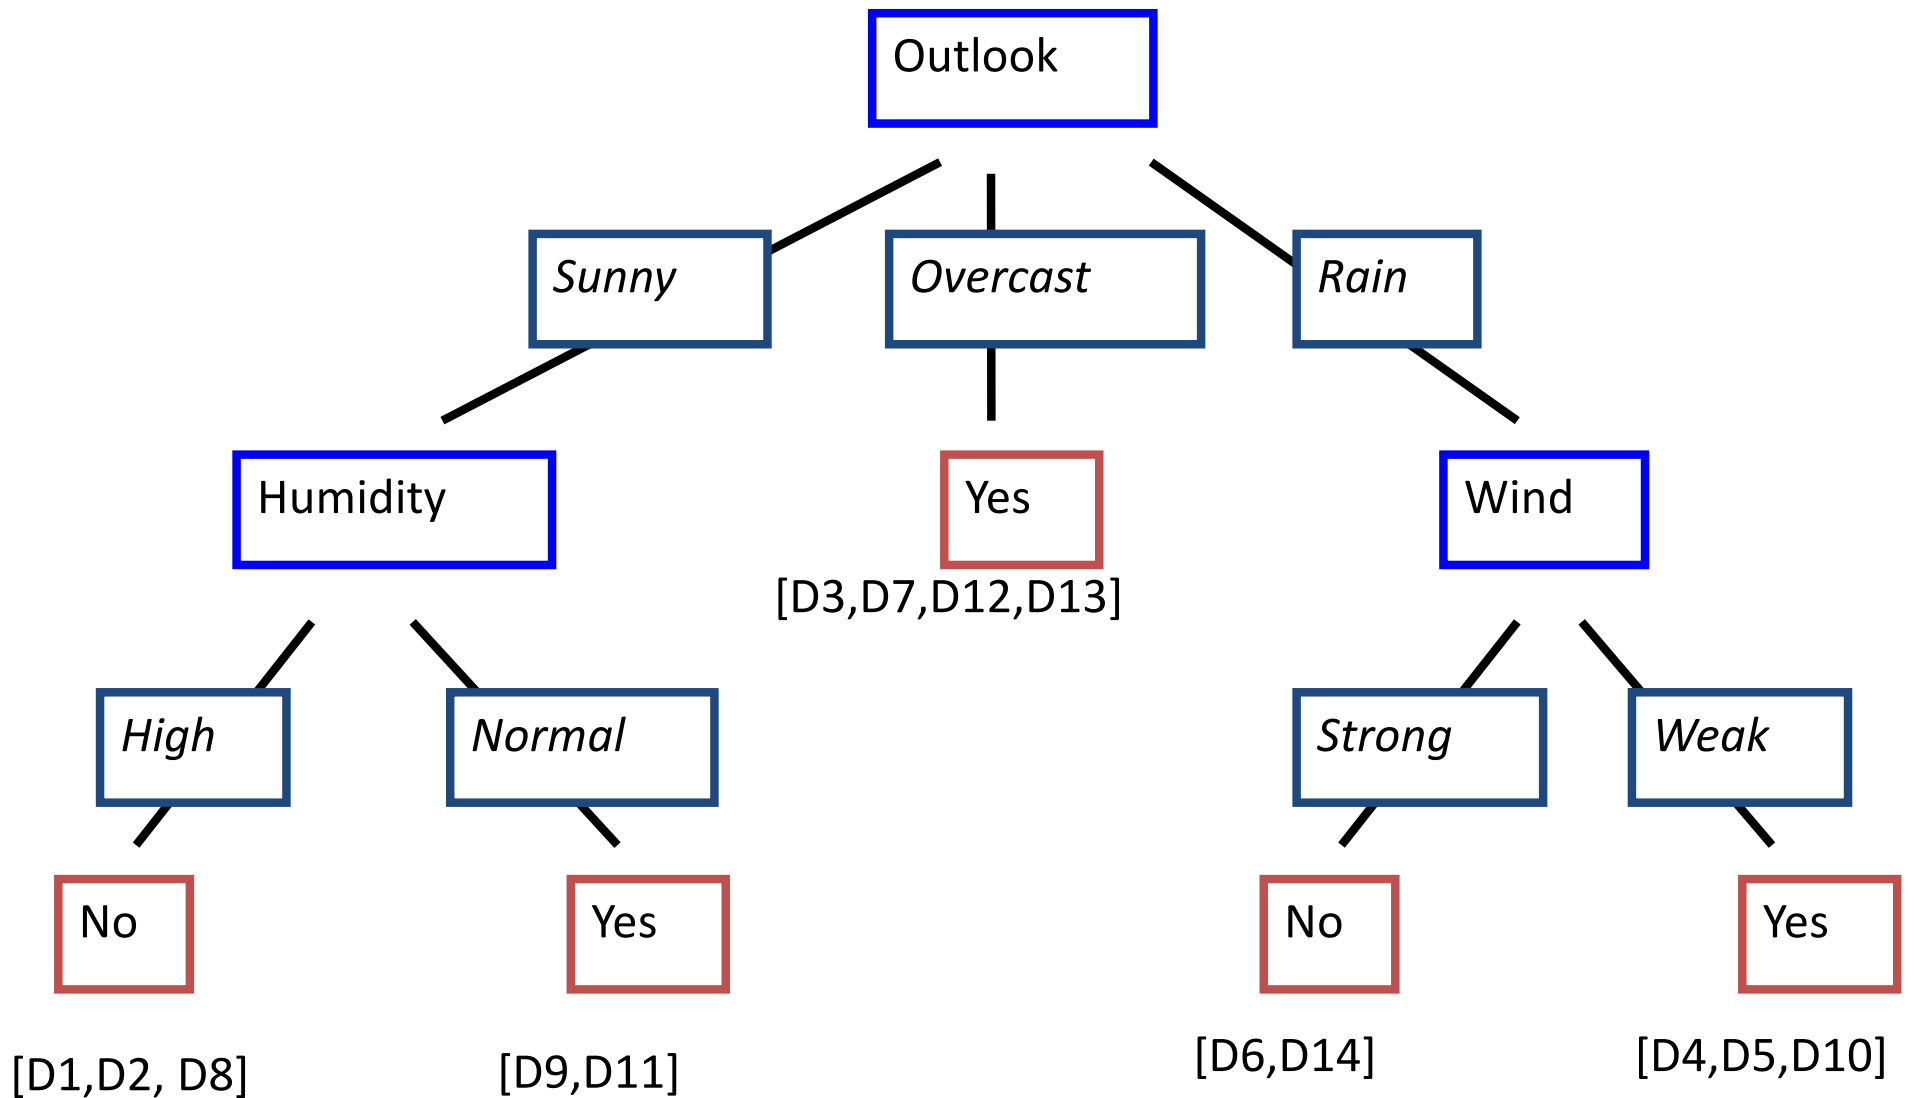 Outlook
Sunny
Overcast
Rain
Humidity
Yes
Wind
[D3,D7,D12,D13]
High
Normal
Strong
Weak
No
Yes
No
Yes
[D1,D2, D8]
[D9,D11]
[D6,D14]
[D4,D5,D10]